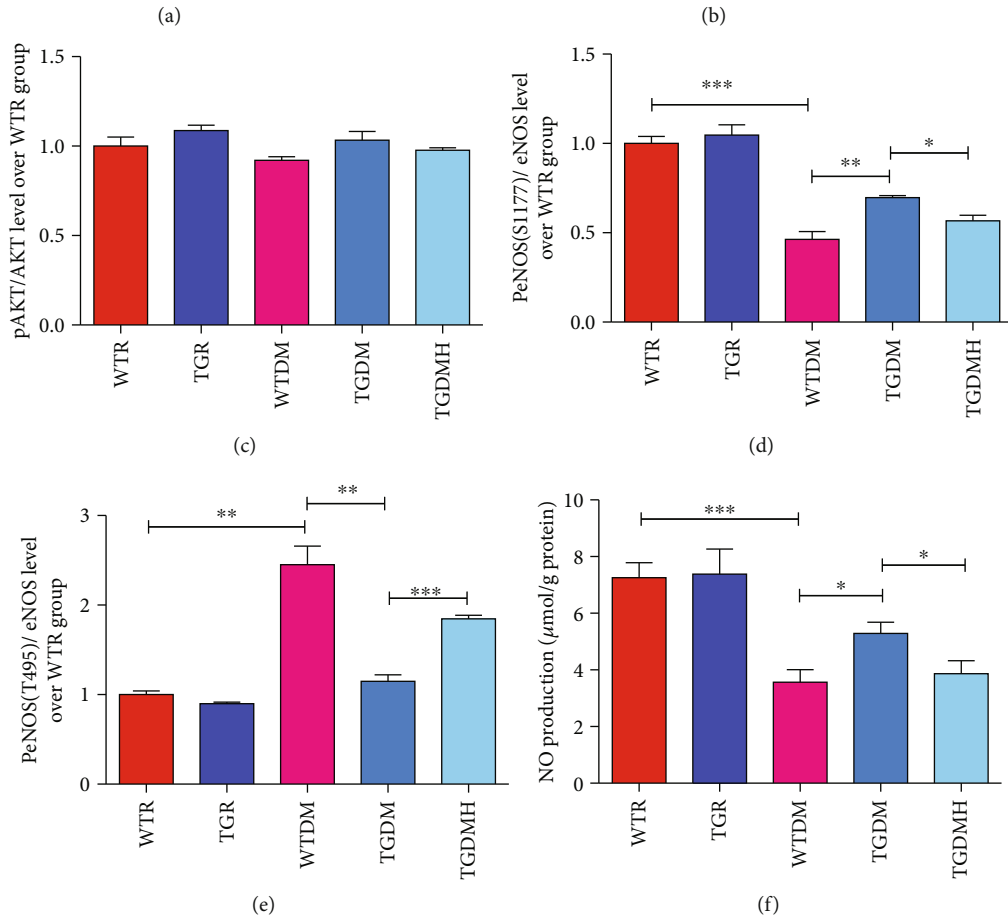 (a)
(b)
pAKT/AKT level over WTR group
1.5
1.0
0.5
0.0
WTR
TGR
WTDM
TGDM
TGDMH
(c)
PeNOS(S1177)/ eNOS level
over WTR group
1.5
1.0
0.5
0.0
***
**
*
WTR
TGR
WTDM
TGDM
TGDMH
(d)
PeNOS(T495)/ eNOS level
over WTR group
3
2
1
0
**
**
***
WTR
TGR
WTDM
TGDM
TGDMH
(e)
NO production (μmol/g protein)
10
8
6
4
2
0
***
*
*
WTR
TGR
WTDM
TGDM
TGDMH
(f)